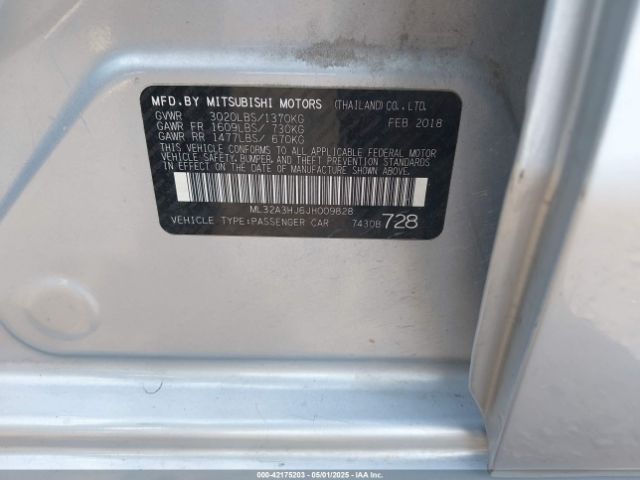 MFD.BY MITSUBISHI MOTORS (THAILAND)CO.,LTD.
GVWR 3020LBS/1370KG FEB 2018
GAWR FR 1609LBS/ 730KG
GAWR RR 1477LBS/ 670KG
THIS VEHICLE CONFORMS TO ALL APPLICABLE FEDERAL MOTOR
VEHICLE SAFETY,BUMPER,AND THEFT PREVENTION STANDARDS
IN EFFECT ON THE DATE OF MANUFACTURE SHOWN ABOVE.
ML32A3HJ6JH009828
VEHICLE TYPE:PASSENGER CAR 7430B 728
000-42175203 - 05/01/2025 - IAAI.COM